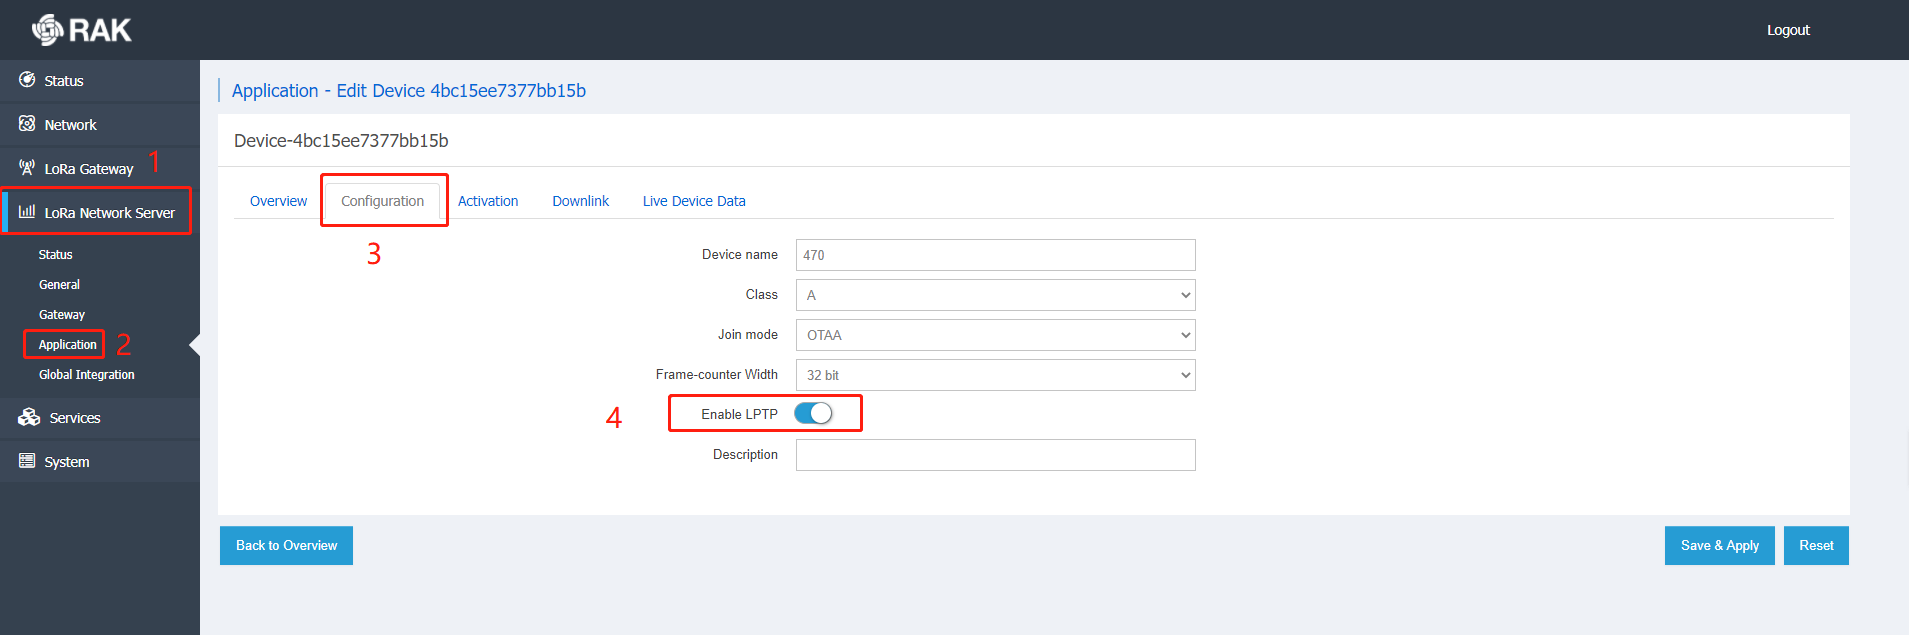 RAK
Logout
Status
Network
LoRa Gateway 1
LoRa Network Server
Status
General
Gateway
Application 2
Global Integration
Services
System
Application - Edit Device 4bc15ee7377bb15b
Device-4bc15ee7377bb15b
Overview Configuration Activation Downlink Live Device Data
3
Device name 470
Class A
Join mode OTAA
Frame-counter Width 32 bit
4 Enable LPTP
Description
Back to Overview Save & Apply Reset